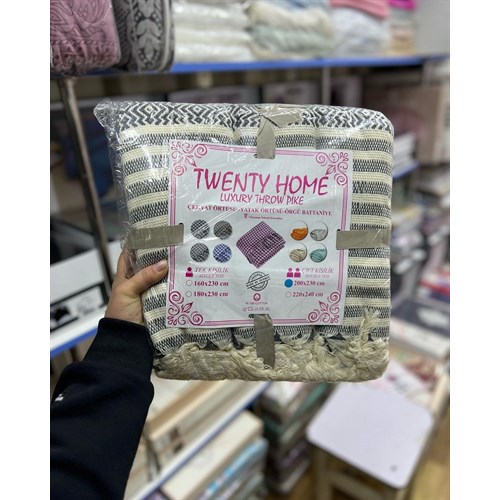 TWENTY HOME
LUXURY THROW PIKE
ÇEKYAT ÖRTÜSÜ - YATAK ÖRTÜSÜ - ÖRGÜ BATTANİYE
TEK KİŞİLİK
ÇİFT KİŞİLİK
160x230 cm
200x230 cm
180x230 cm
220x240 cm